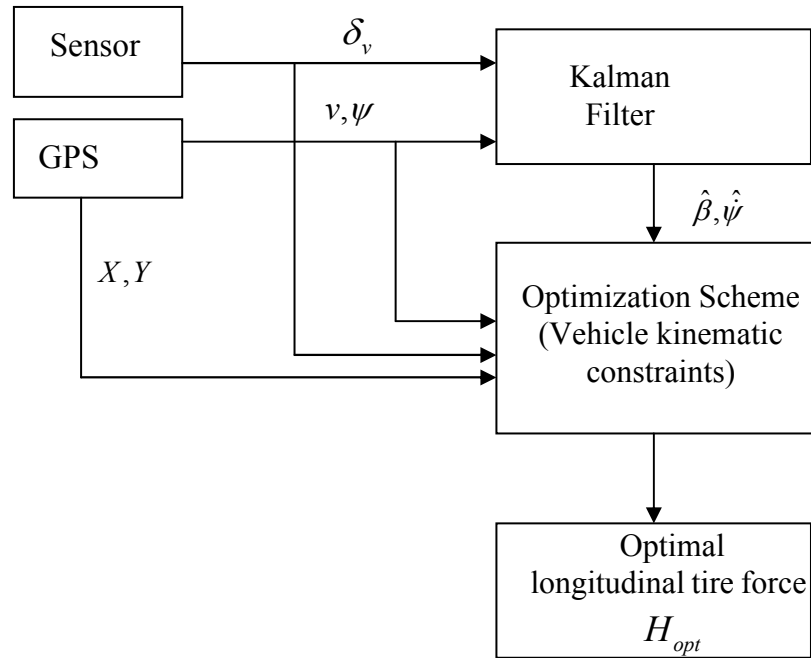 Sensor
δ_v
Kalman
Filter
v,ψ
GPS
β̂,ψ̇̂
X,Y
Optimization Scheme
(Vehicle kinematic
constraints)
Optimal
longitudinal tire force
H_opt